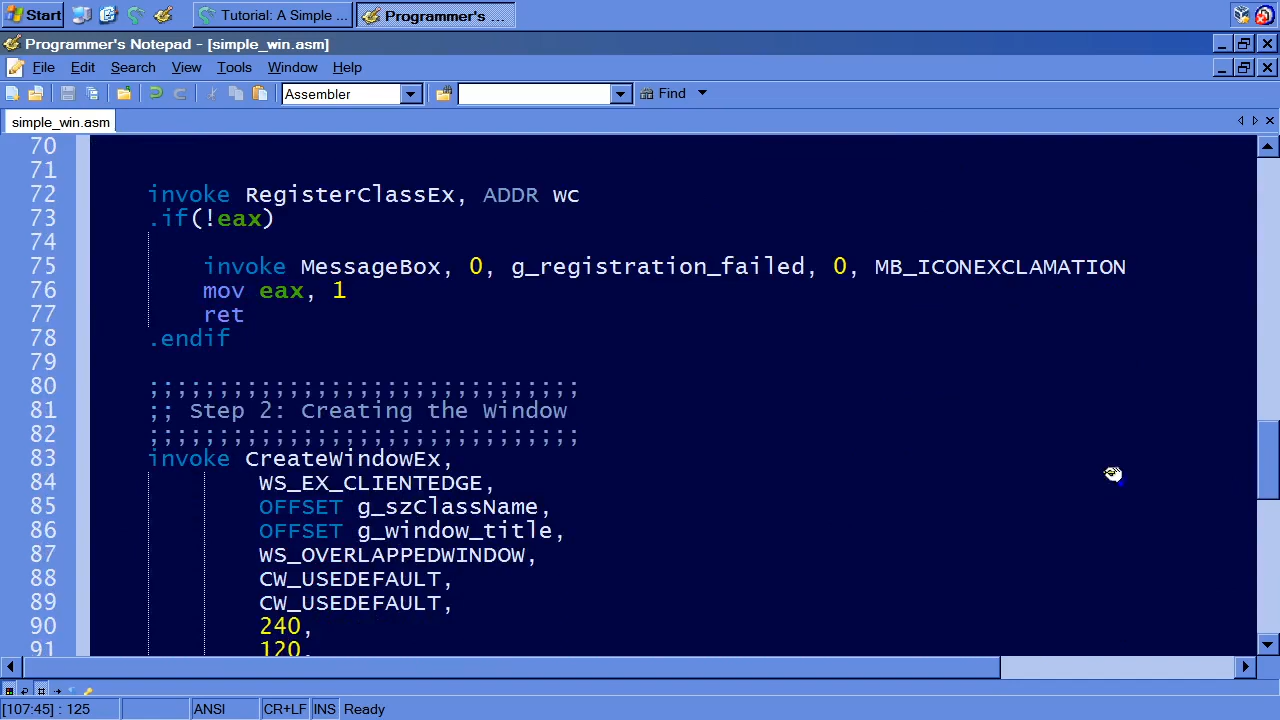 Start
Tutorial: A Simple ...
Programmer's ...
Programmer's Notepad - [simple_win.asm]
File Edit Search View Tools Window Help
Assembler Find
simple_win.asm
70
71
72 invoke RegisterClassEx, ADDR wc
73 .if(!eax)
74
75 invoke MessageBox, 0, g_registration_failed, 0, MB_ICONEXCLAMATION
76 mov eax, 1
77 ret
78 .endif
79
80 ;;;;;;;;;;;;;;;;;;;;;;;;;;;;;;;
81 ;; Step 2: Creating the Window
82 ;;;;;;;;;;;;;;;;;;;;;;;;;;;;;;;
83 invoke CreateWindowEx,
84 WS_EX_CLIENTEDGE,
85 OFFSET g_szClassName,
86 OFFSET g_window_title,
87 WS_OVERLAPPEDWINDOW,
88 CW_USEDEFAULT,
89 CW_USEDEFAULT,
90 240,
91 120,
[107:45] : 125 ANSI CR+LF INS Ready